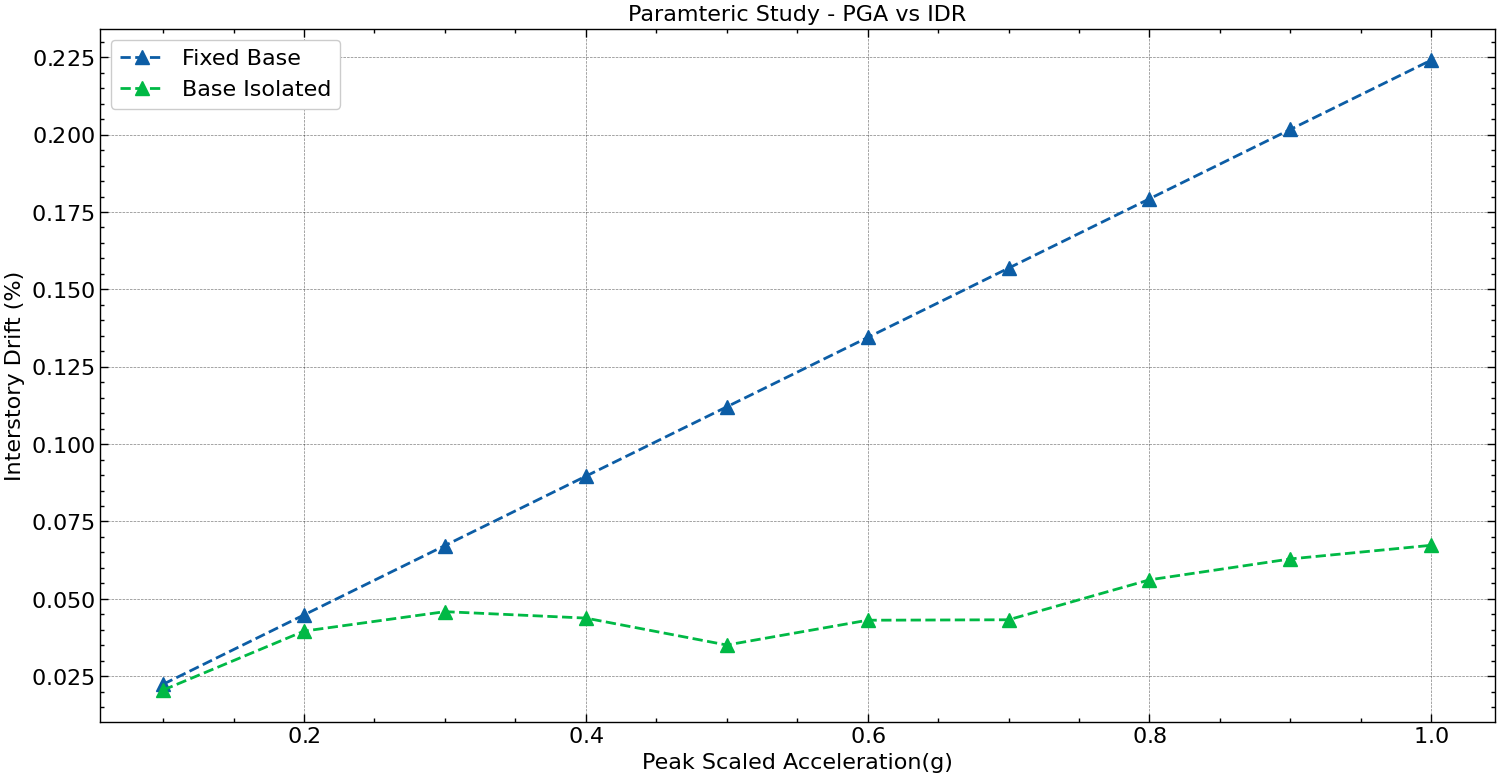 Paramteric Study - PGA vs IDR
Fixed Base
Base Isolated
Interstory Drift (%)
0.225
0.200
0.175
0.150
0.125
0.100
0.075
0.050
0.025
0.2 0.4 0.6 0.8 1.0
Peak Scaled Acceleration(g)